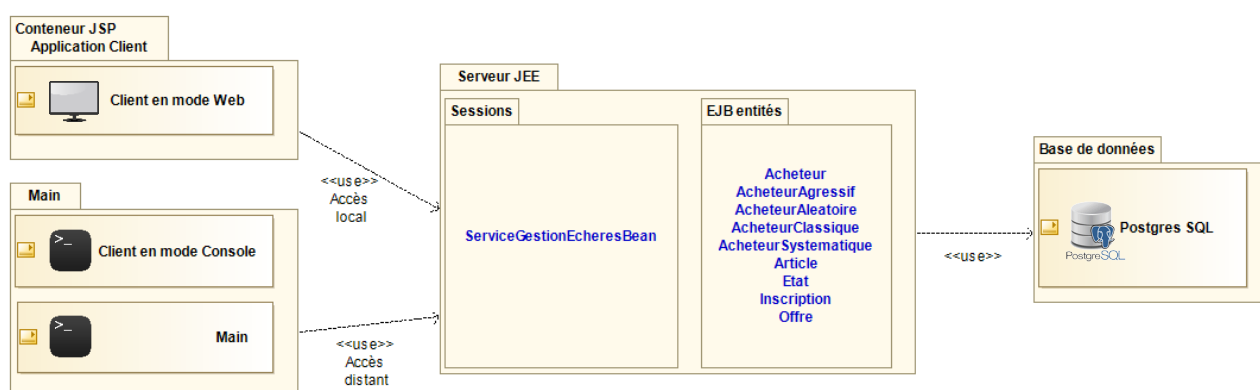 Conteneur JSP
Application Client
Client en mode Web
<<use>>
Accès
local
Main
>_
Client en mode Console
>_
Main
<<use>>
Accès
distant
Serveur JEE
Sessions
ServiceGestionEcheresBean
EJB entités
Acheteur
AcheteurAgressif
AcheteurAleatoire
AcheteurClassique
AcheteurSystematique
Article
Etat
Inscription
Offre
<<use>>
Base de données
Postgres SQL
PostgreSQL